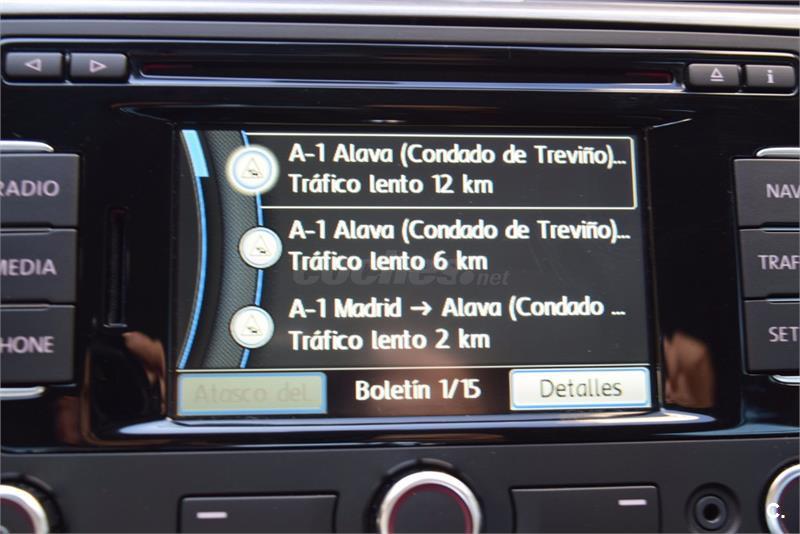 RADIO
MEDIA
PHONE
A-1 Alava (Condado de Treviño)...
Tráfico lento 12 km
A-1 Alava (Condado de Treviño)...
Tráfico lento 6 km
A-1 Madrid → Alava (Condado ...
Tráfico lento 2 km
Atasco del..
Boletín 1/15
Detalles
coches.net
i
NAV
TRAF
SET
C.